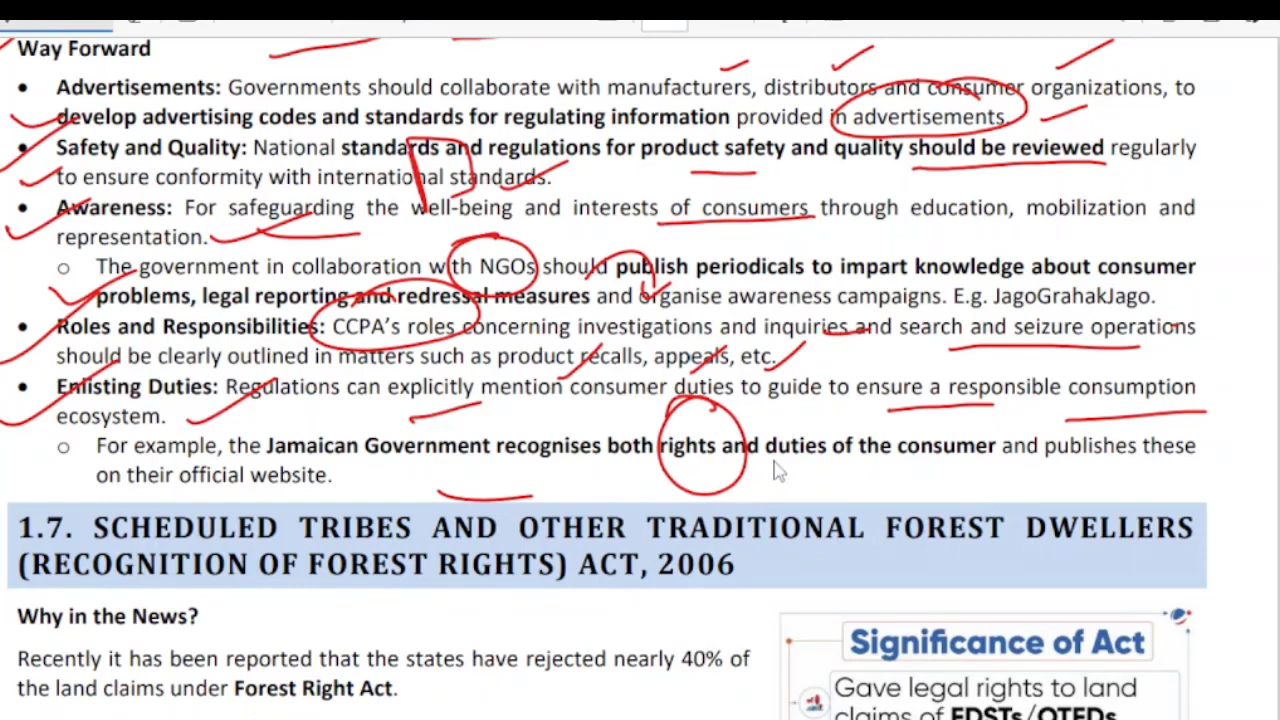 Way Forward
• Advertisements: Governments should collaborate with manufacturers, distributors and consumer organizations, to
develop advertising codes and standards for regulating information provided in advertisements.
• Safety and Quality: National standards and regulations for product safety and quality should be reviewed regularly
to ensure conformity with international standards.
• Awareness: For safeguarding the well-being and interests of consumers through education, mobilization and
representation.
o The government in collaboration with NGOs should publish periodicals to impart knowledge about consumer
problems, legal reporting and redressal measures and organise awareness campaigns. E.g. JagoGrahakJago.
• Roles and Responsibilities: CCPA's roles concerning investigations and inquiries and search and seizure operations
should be clearly outlined in matters such as product recalls, appeals, etc.
• Enlisting Duties: Regulations can explicitly mention consumer duties to guide to ensure a responsible consumption
ecosystem.
o For example, the Jamaican Government recognises both rights and duties of the consumer and publishes these
on their official website.
1.7. SCHEDULED TRIBES AND OTHER TRADITIONAL FOREST DWELLERS
(RECOGNITION OF FOREST RIGHTS) ACT, 2006
Why in the News?
Recently it has been reported that the states have rejected nearly 40% of
the land claims under Forest Right Act.
Significance of Act
Gave legal rights to land
claims of FDSTs/OTFDs